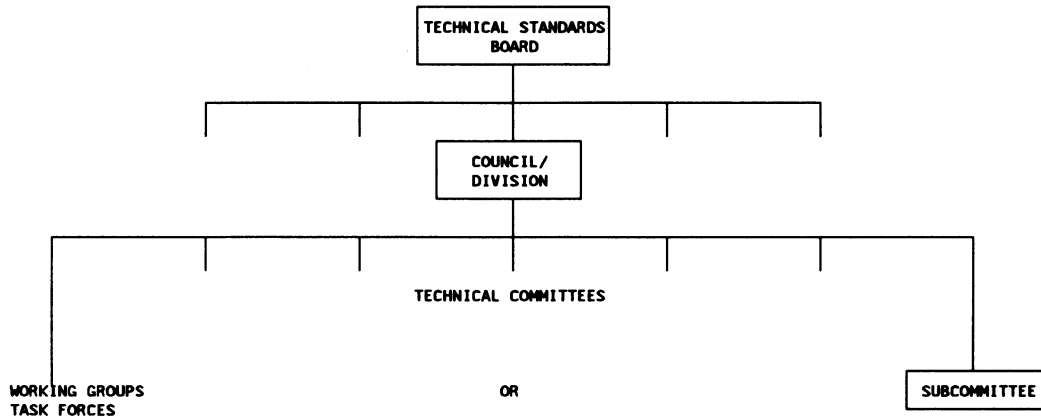 TECHNICAL STANDARDS
BOARD
COUNCIL/
DIVISION
TECHNICAL COMMITTEES
WORKING GROUPS
TASK FORCES
OR
SUBCOMMITTEE